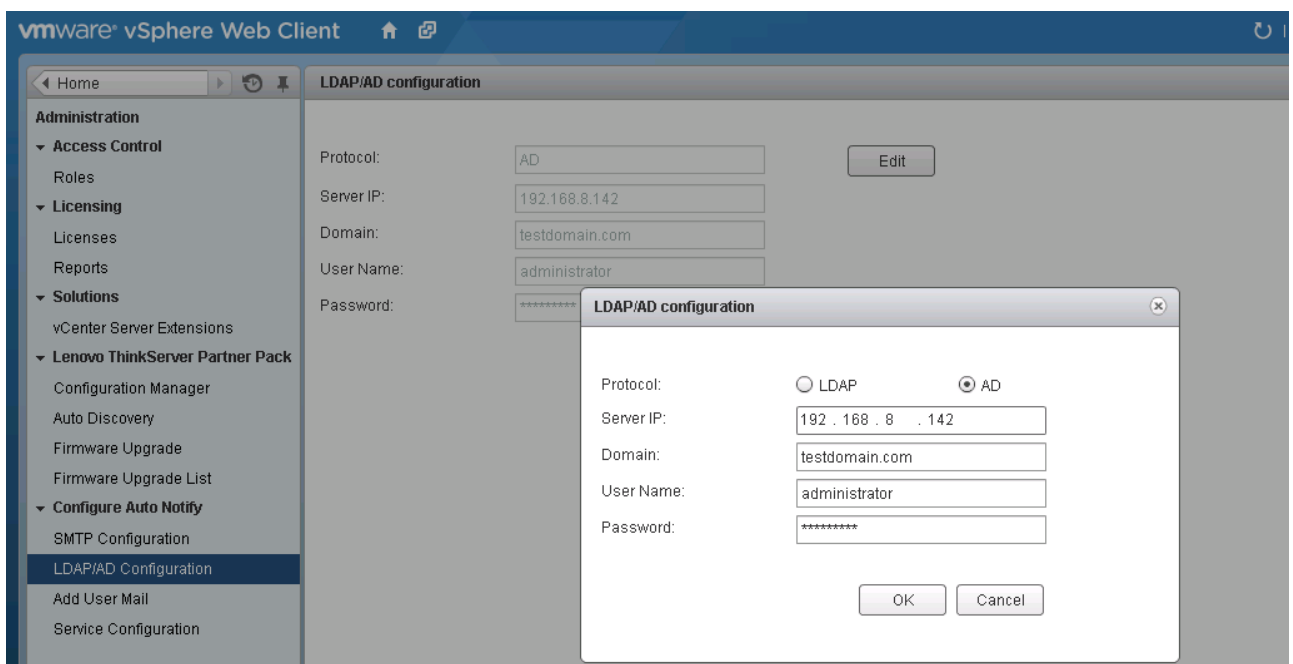 vmware® vSphere Web Client
Home
LDAP/AD configuration
Administration
Access Control
Roles
Licensing
Licenses
Reports
Solutions
vCenter Server Extensions
Lenovo ThinkServer Partner Pack
Configuration Manager
Auto Discovery
Firmware Upgrade
Firmware Upgrade List
Configure Auto Notify
SMTP Configuration
LDAP/AD Configuration
Add User Mail
Service Configuration
Protocol: AD Edit
Server IP: 192.168.8.142
Domain: testdomain.com
User Name: administrator
Password: *********
LDAP/AD configuration
Protocol: LDAP AD
Server IP: 192 . 168 . 8 . 142
Domain: testdomain.com
User Name: administrator
Password: *********
OK Cancel